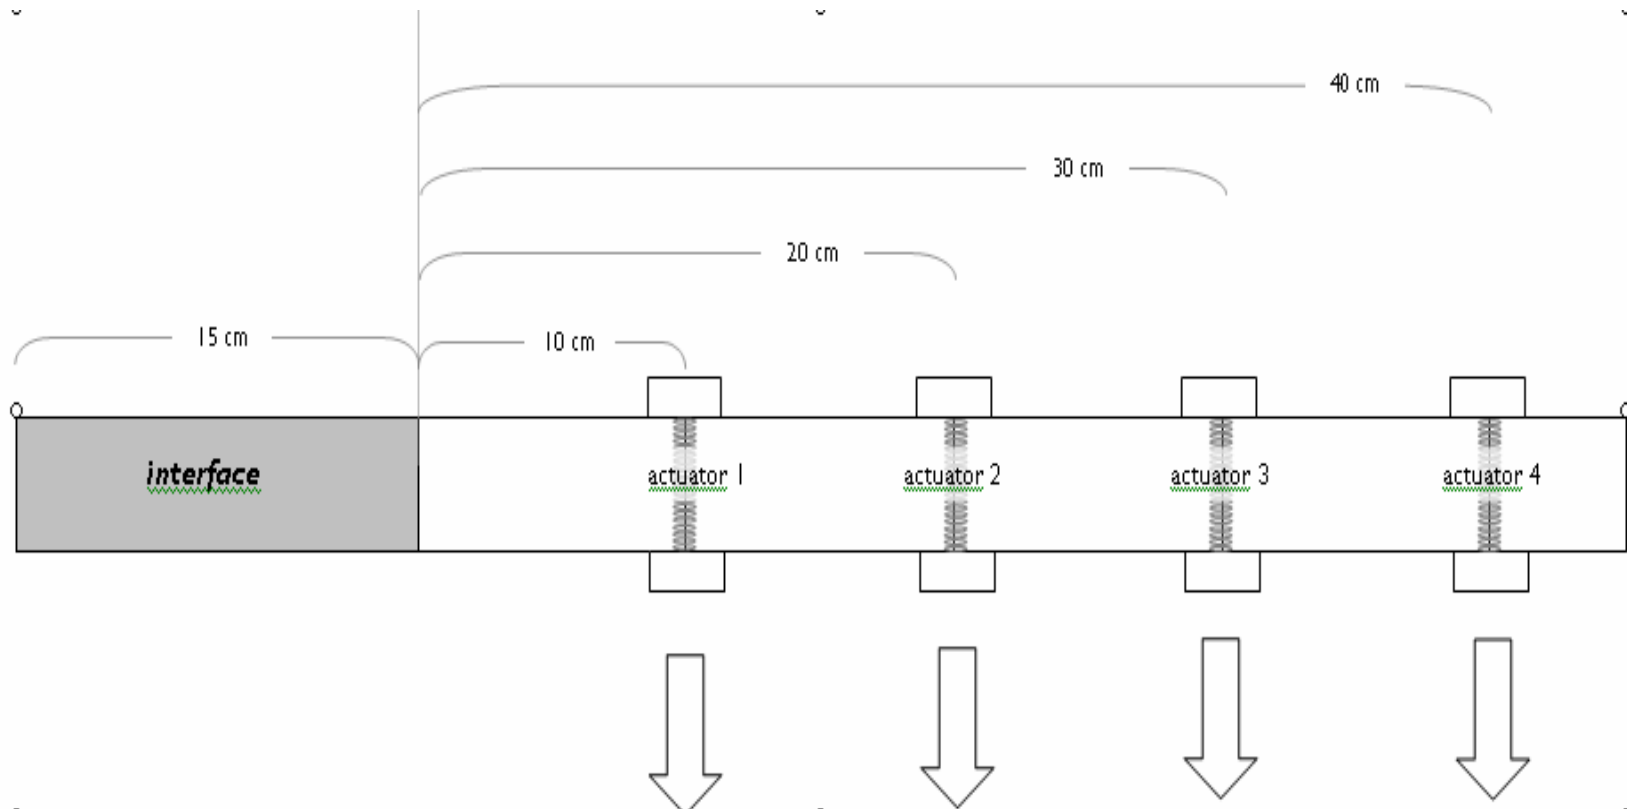 40 cm
30 cm
20 cm
15 cm
10 cm
interface
actuator 1
actuator 2
actuator 3
actuator 4